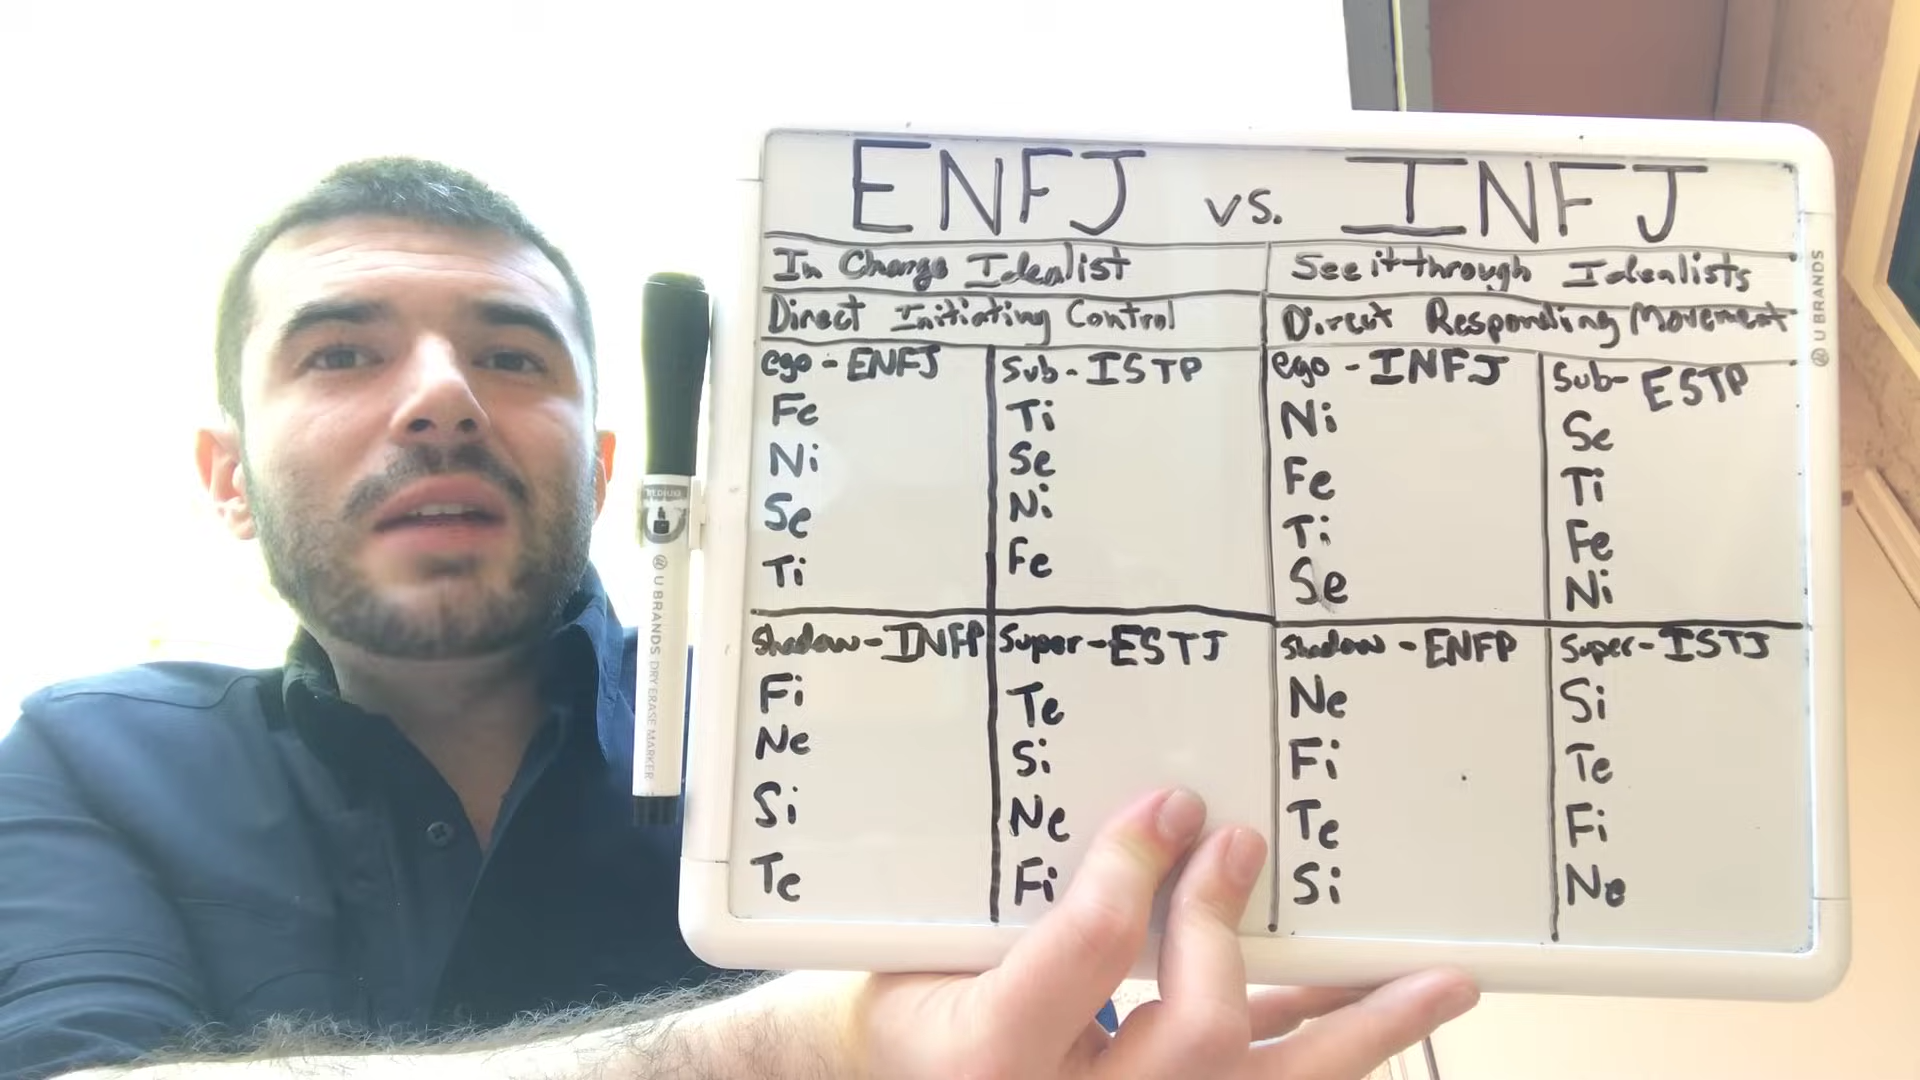 ENFJ vs. INFJ
In Charge Idealist
See it through Idealists
Direct Initiating Control
Direct Responding Movement
ego - ENFJ
Fe
Ni
Se
Ti
Sub - ISTP
Ti
Se
Ni
Fe
ego - INFJ
Ni
Fe
Ti
Se
Sub - ESTP
Se
Ti
Fe
Ni
Shadow - INFP
Fi
Ne
Si
Te
Super - ESTJ
Te
Si
Ne
Fi
Shadow - ENFP
Ne
Fi
Te
Si
Super - ISTJ
Si
Te
Fi
Ne
U BRANDS DRY ERASE MARKER
U BRANDS